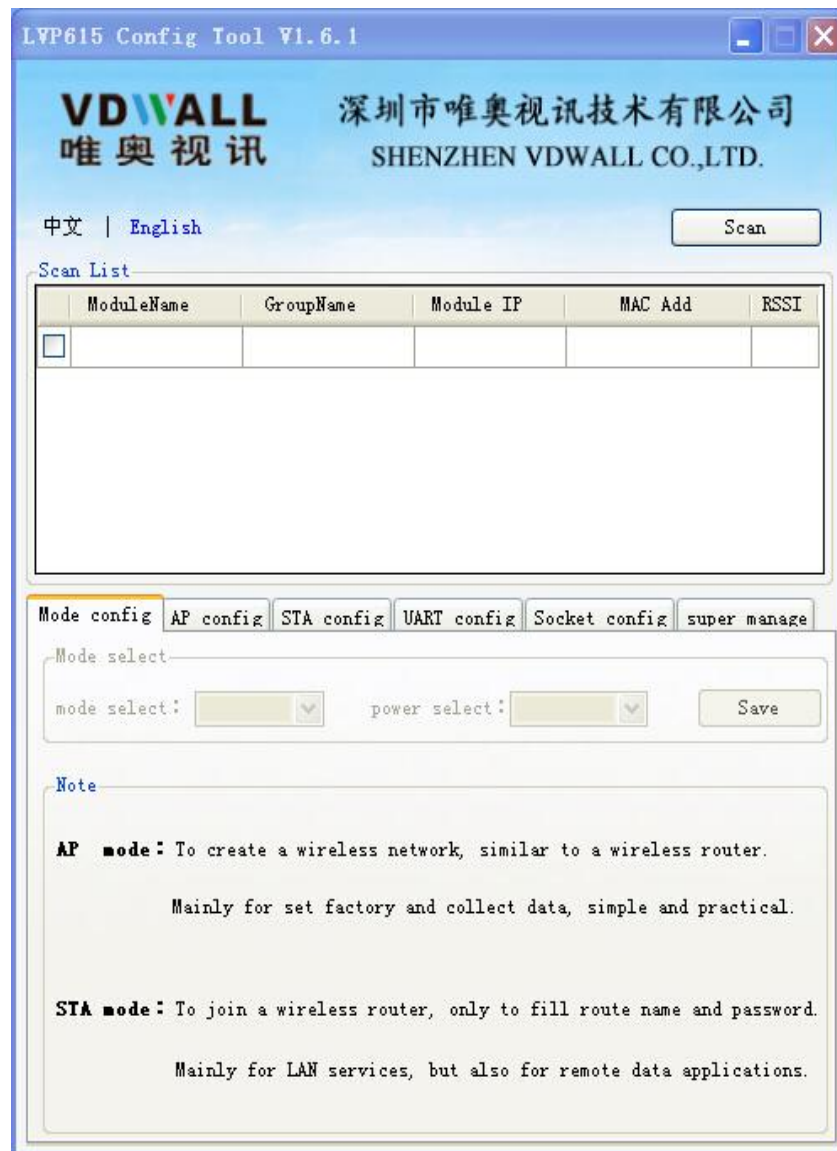 LVP615 Config Tool V1.6.1
VDWALL 深圳市唯奥视讯技术有限公司
唯奥视讯 SHENZHEN VDWALL CO.,LTD.
中文 | English Scan
Scan List
ModuleName GroupName Module IP MAC Add RSSI
Mode config AP config STA config UART config Socket config super manage
Mode select
mode select: power select: Save
Note
AP mode: To create a wireless network, similar to a wireless router.
Mainly for set factory and collect data, simple and practical.
STA mode: To join a wireless router, only to fill route name and password.
Mainly for LAN services, but also for remote data applications.